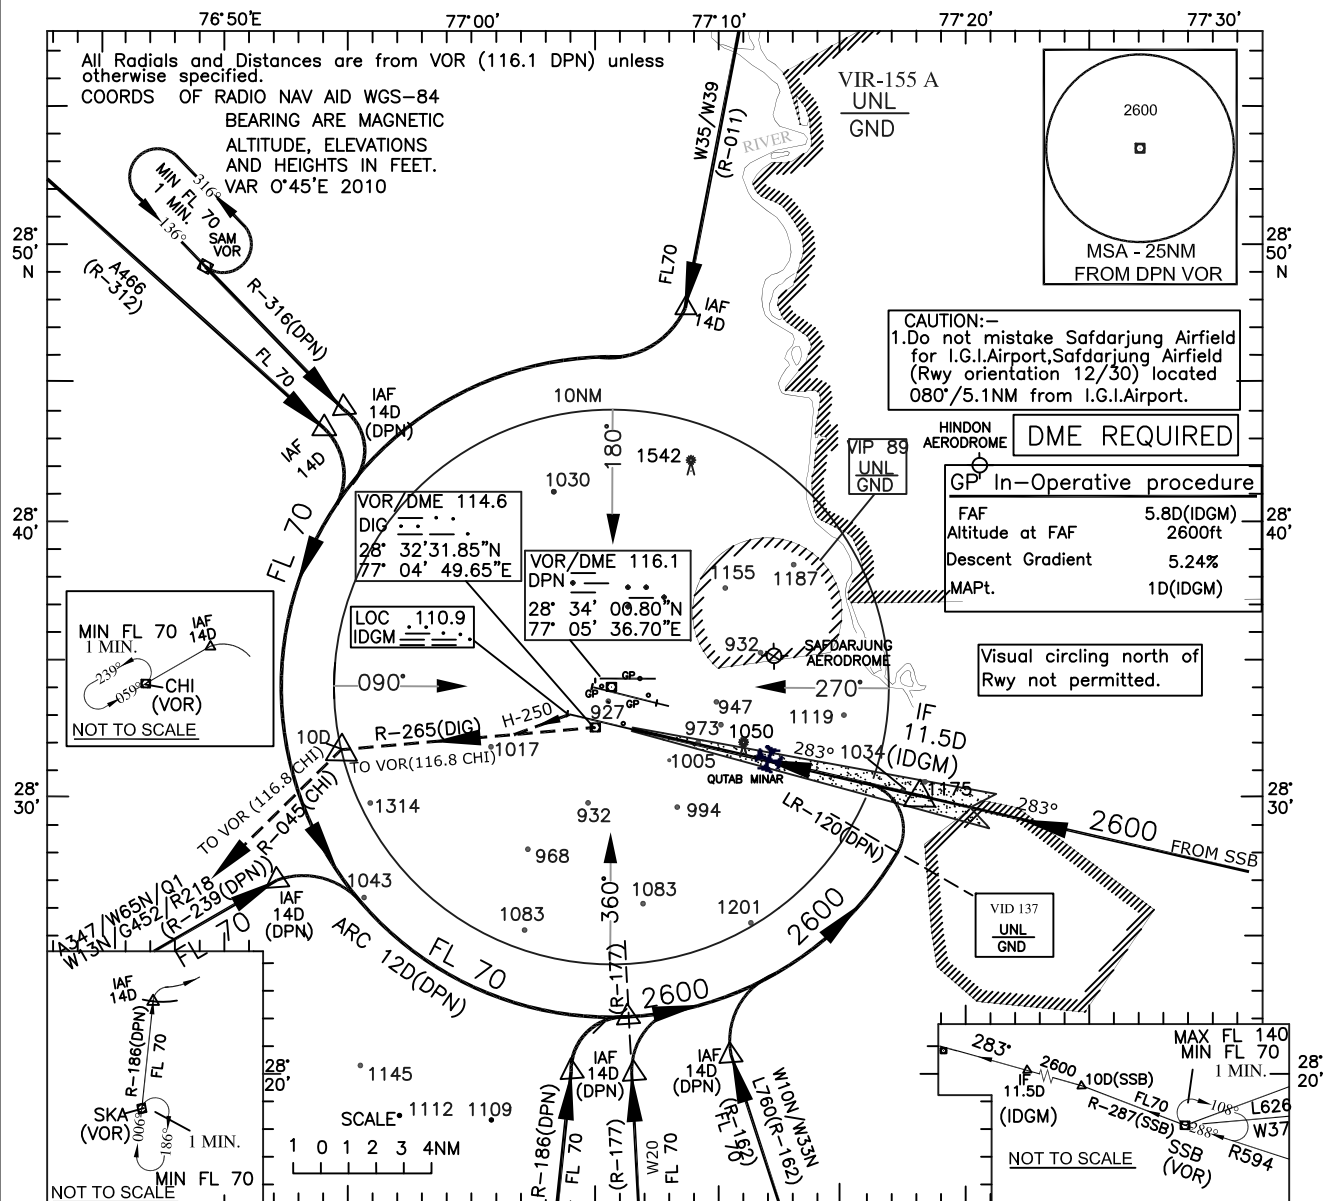 76°50'E
77°00'
77°10'
77°20'
77°30'
All Radials and Distances are from VOR (116.1 DPN) unless
otherwise specified.
COORDS OF RADIO NAV AID WGS-84
BEARING ARE MAGNETIC
ALTITUDE, ELEVATIONS
AND HEIGHTS IN FEET.
VAR 0°45'E 2010
VIR-155 A
UNL
GND
RIVER
2600
MSA - 25NM
FROM DPN VOR
W35/W39
(R-011)
FL70
IAF
14D
MIN FL 70
1 MIN.
316°
136°
SAM
VOR
28°
50'
N
28°
50'
N
A466
(R-312)
R-316(DPN)
FL 70
IAF
14D
(DPN)
IAF
14D
CAUTION:-
1.Do not mistake Safdarjung Airfield
for I.G.I.Airport,Safdarjung Airfield
(Rwy orientation 12/30) located
080°/5.1NM from I.G.I.Airport.
HINDON
AERODROME
DME REQUIRED
GP In-Operative procedure
FAF 5.8D(IDGM)
Altitude at FAF 2600ft
Descent Gradient 5.24%
MAPt. 1D(IDGM)
10NM
180°
1542
1030
VIP 89
UNL
GND
28°
40'
28°
40'
FL 70
VOR/DME 114.6
DIG
28° 32'31.85"N
77° 04' 49.65"E
VOR/DME 116.1
DPN
28° 34' 00.80"N
77° 05' 36.70"E
LOC 110.9
IDGM
1155
1187
932
SAFDARJUNG
AERODROME
Visual circling north of
Rwy not permitted.
MIN FL 70
1 MIN.
IAF
14D
239°
059°
CHI
(VOR)
NOT TO SCALE
090°
270°
GP
GP
GP
927
947
973
1050
1119
1005
QUTAB MINAR
283°
1034
IF
11.5D
(IDGM)
1175
283°
2600
FROM SSB
H-250
R-265(DIG)
10D
1017
TO VOR(116.8 CHI)
TO VOR (116.8 CHI)
R-045(CHI)
28°
30'
28°
30'
1314
932
994
LR-120(DPN)
968
1043
1083
360°
1083
1201
VID 137
UNL
GND
A347/W65N/Q1
W13N/G452/R218
(R-239(DPN))
FL 70
IAF
14D
(DPN)
ARC 12D(DPN)
FL 70
(R-177)
2600
2600
IAF
14D
R-186(DPN)
FL 70
SKA
(VOR)
006°
186°
1 MIN.
MIN FL 70
NOT TO SCALE
1145
1112
1109
SCALE
1 0 1 2 3 4NM
IAF
14D
(DPN)
IAF
14D
(DPN)
R-186(DPN)
FL 70
(R-177)
W20
FL 70
(R-162)
FL 70
W10N/W33N
L760(R-162)
283°
2600
IF
11.5D
(IDGM)
10D(SSB)
FL70
R-287(SSB)
MAX FL 140
MIN FL 70
1 MIN.
108°
288°
SSB
(VOR)
L626
W37
R594
NOT TO SCALE
28°
20'
28°
20'